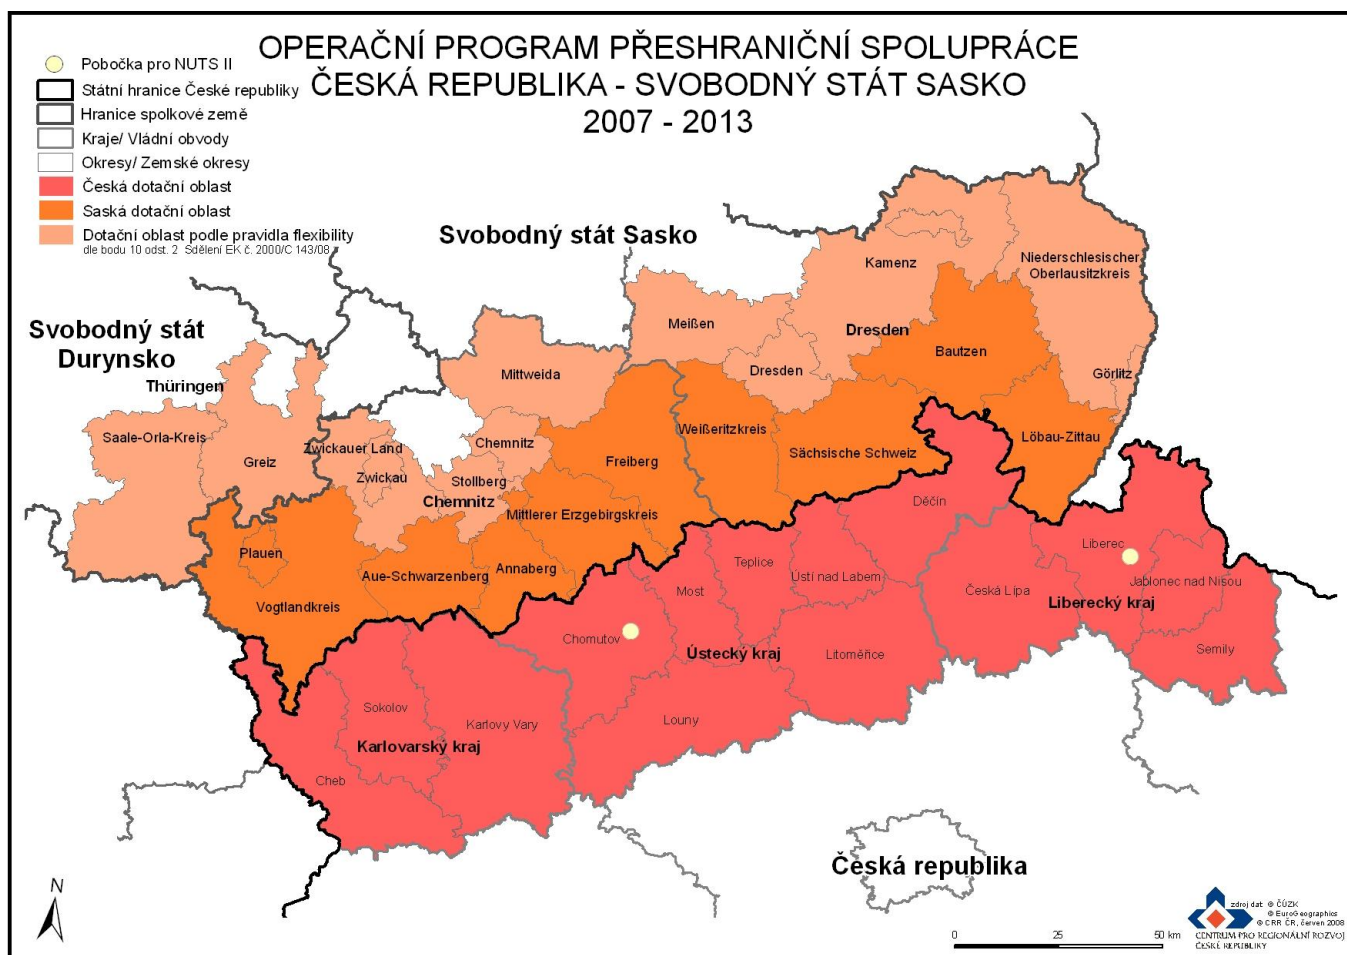 OPERAČNÍ PROGRAM PŘESHRANIČNÍ SPOLUPRÁCE
ČESKÁ REPUBLIKA - SVOBODNÝ STÁT SASKO
2007 - 2013
Pobočka pro NUTS II
Státní hranice České republiky
Hranice spolkové země
Kraje/ Vládní obvody
Okresy/ Zemské okresy
Česká dotační oblast
Saská dotační oblast
Dotační oblast podle pravidla flexibility
dle bodu 10 odst. 2 Sdělení EK č. 2000/C 143/08
Svobodný stát Sasko
Svobodný stát
Durynsko
Thüringen
Saale-Orla-Kreis
Greiz
Zwickauer Land
Zwickau
Mittweida
Chemnitz
Stollberg
Chemnitz
Meißen
Dresden
Kamenz
Dresden
Niederschlesischer
Oberlausitzkreis
Bautzen
Görlitz
Löbau-Zittau
Weißeritzkreis
Sächsische Schweiz
Freiberg
Mittlerer Erzgebirgskreis
Annaberg
Aue-Schwarzenberg
Plauen
Vogtlandkreis
Děčín
Liberec
Jablonec nad Nisou
Česká Lípa
Liberecký kraj
Semily
Teplice
Ústí nad Labem
Most
Chomutov
Ústecký kraj
Litoměřice
Louny
Sokolov
Karlovy Vary
Karlovarský kraj
Cheb
Česká republika
N
0 25 50 km
zdroj dat © ČÚZK
© EuroGeographics
© CRR ČR, červen 2008
CENTRUM PRO REGIONÁLNÍ ROZVOJ
ČESKÉ REPUBLIKY